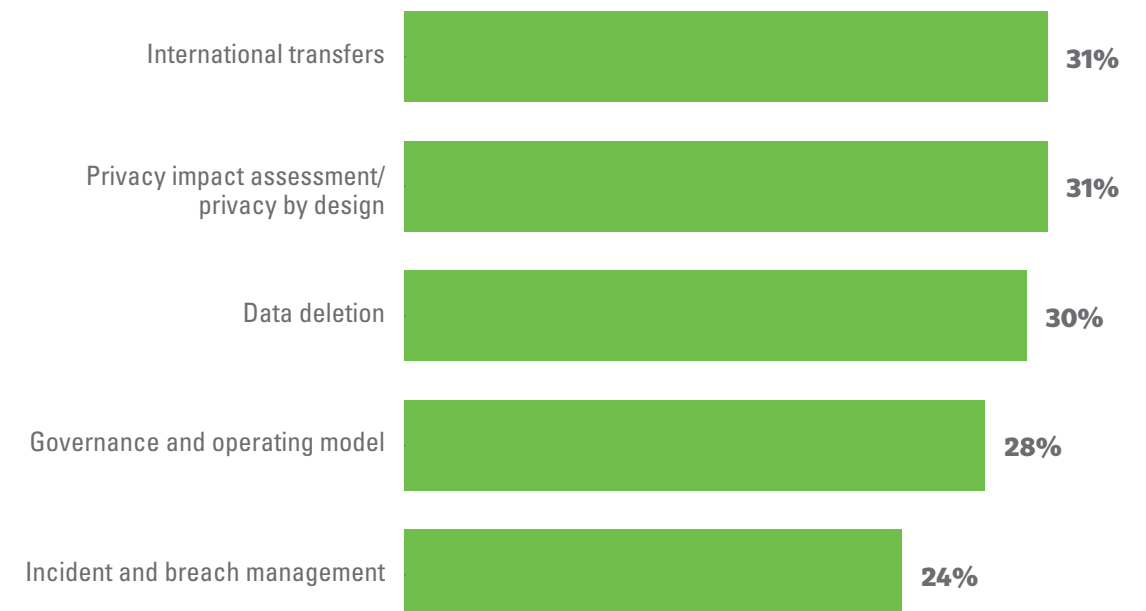 International transfers
31%
Privacy impact assessment/
privacy by design
31%
Data deletion
30%
Governance and operating model
28%
Incident and breach management
24%